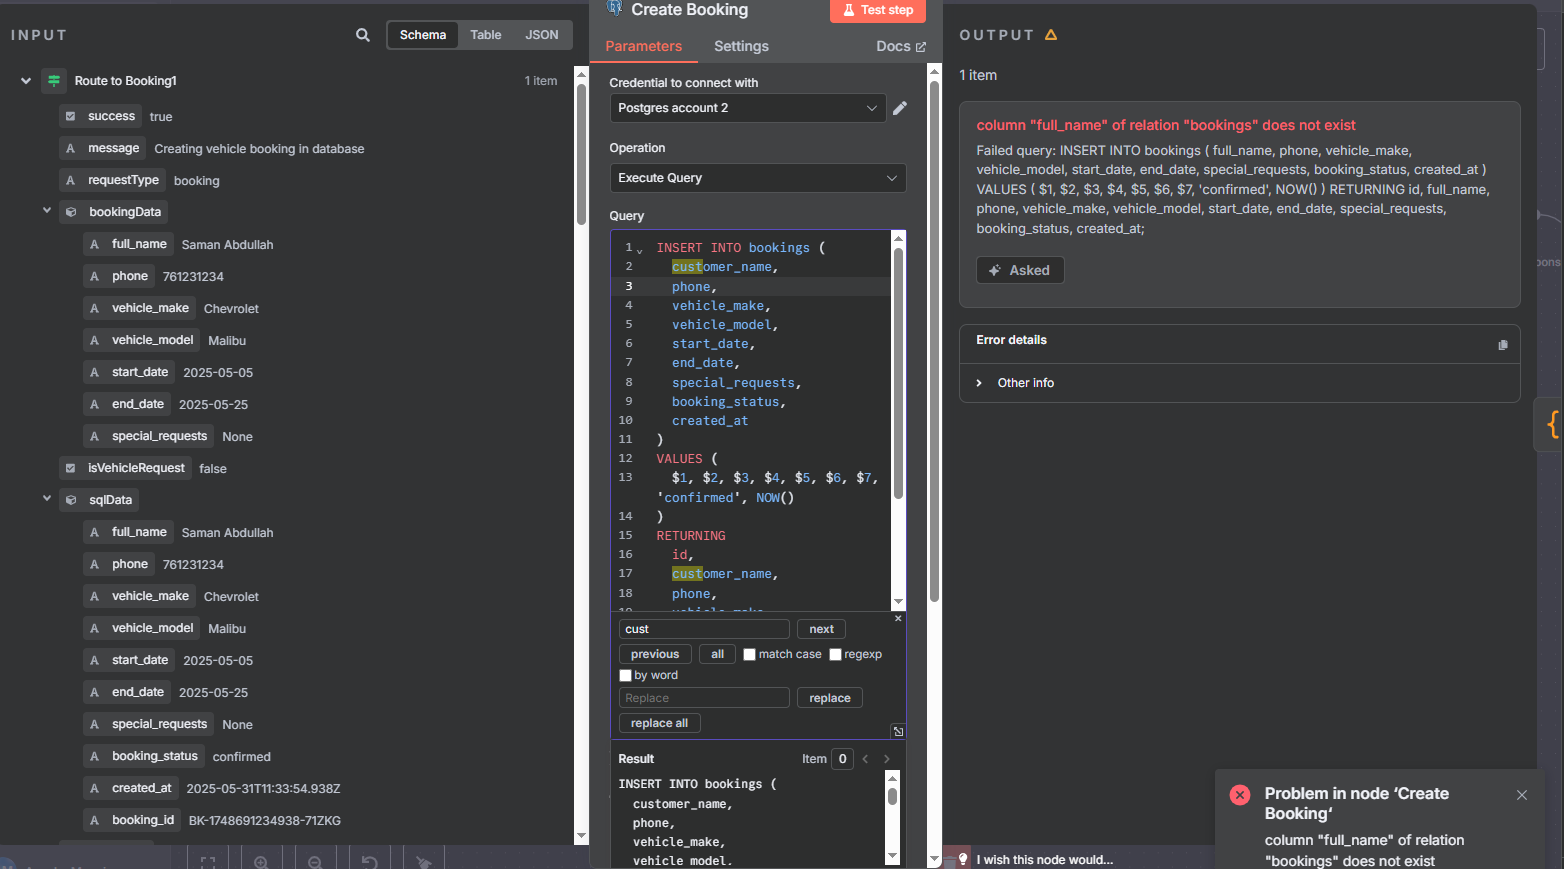 INPUT
Schema
Table
JSON
Route to Booking1
1 item
success true
A message Creating vehicle booking in database
A requestType booking
bookingData
A full_name Saman Abdullah
A phone 761231234
A vehicle_make Chevrolet
A vehicle_model Malibu
A start_date 2025-05-05
A end_date 2025-05-25
A special_requests None
isVehicleRequest false
sqlData
A full_name Saman Abdullah
A phone 761231234
A vehicle_make Chevrolet
A vehicle_model Malibu
A start_date 2025-05-05
A end_date 2025-05-25
A special_requests None
A booking_status confirmed
A created_at 2025-05-31T11:33:54.938Z
A booking_id BK-1748691234938-71ZKG
Create Booking
Test step
Parameters
Settings
Docs
Credential to connect with
Postgres account 2
Operation
Execute Query
Query
1 INSERT INTO bookings (
2 customer_name,
3 phone,
4 vehicle_make,
5 vehicle_model,
6 start_date,
7 end_date,
8 special_requests,
9 booking_status,
10 created_at
11 )
12 VALUES (
13 $1, $2, $3, $4, $5, $6, $7,
'confirmed', NOW()
14 )
15 RETURNING
16 id,
17 customer_name,
18 phone,
19 vehicle_make
cust
next
previous
all
match case
regexp
by word
Replace
replace
replace all
Result
Item 0
INSERT INTO bookings (
customer_name,
phone,
vehicle_make,
vehicle_model,
OUTPUT
1 item
column "full_name" of relation "bookings" does not exist
Failed query: INSERT INTO bookings ( full_name, phone, vehicle_make,
vehicle_model, start_date, end_date, special_requests, booking_status, created_at )
VALUES ( $1, $2, $3, $4, $5, $6, $7, 'confirmed', NOW() ) RETURNING id, full_name,
phone, vehicle_make, vehicle_model, start_date, end_date, special_requests,
booking_status, created_at;
Asked
Error details
Other info
{
Problem in node ‘Create
Booking‘
column "full_name" of relation
"bookings" does not exist
I wish this node would...